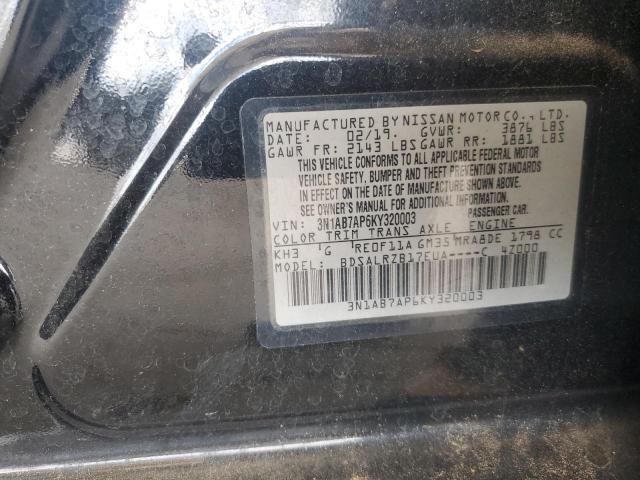 MANUFACTURED BY NISSAN MOTOR CO., LTD.
DATE: 02/19. GVWR: 3876 LBS
GAWR FR: 2143 LBS GAWR RR: 1881 LBS
THIS VEHICLE CONFORMS TO ALL APPLICABLE FEDERAL MOTOR
VEHICLE SAFETY, BUMPER AND THEFT PREVENTION STANDARDS
IN EFFECT ON THE DATE OF MANUFACTURE SHOWN ABOVE.
SEE OWNER'S MANUAL FOR ADDITIONAL INFORMATION.
VIN: 3N1AB7AP6KY320003 PASSENGER CAR.
COLOR TRIM TRANS AXLE ENGINE
KH3 'G 'RE0F11A GM35 MRA8DE 1798 CC
MODEL: BDSALRZB17EUA----C 4Z000
3N1AB7AP6KY320003